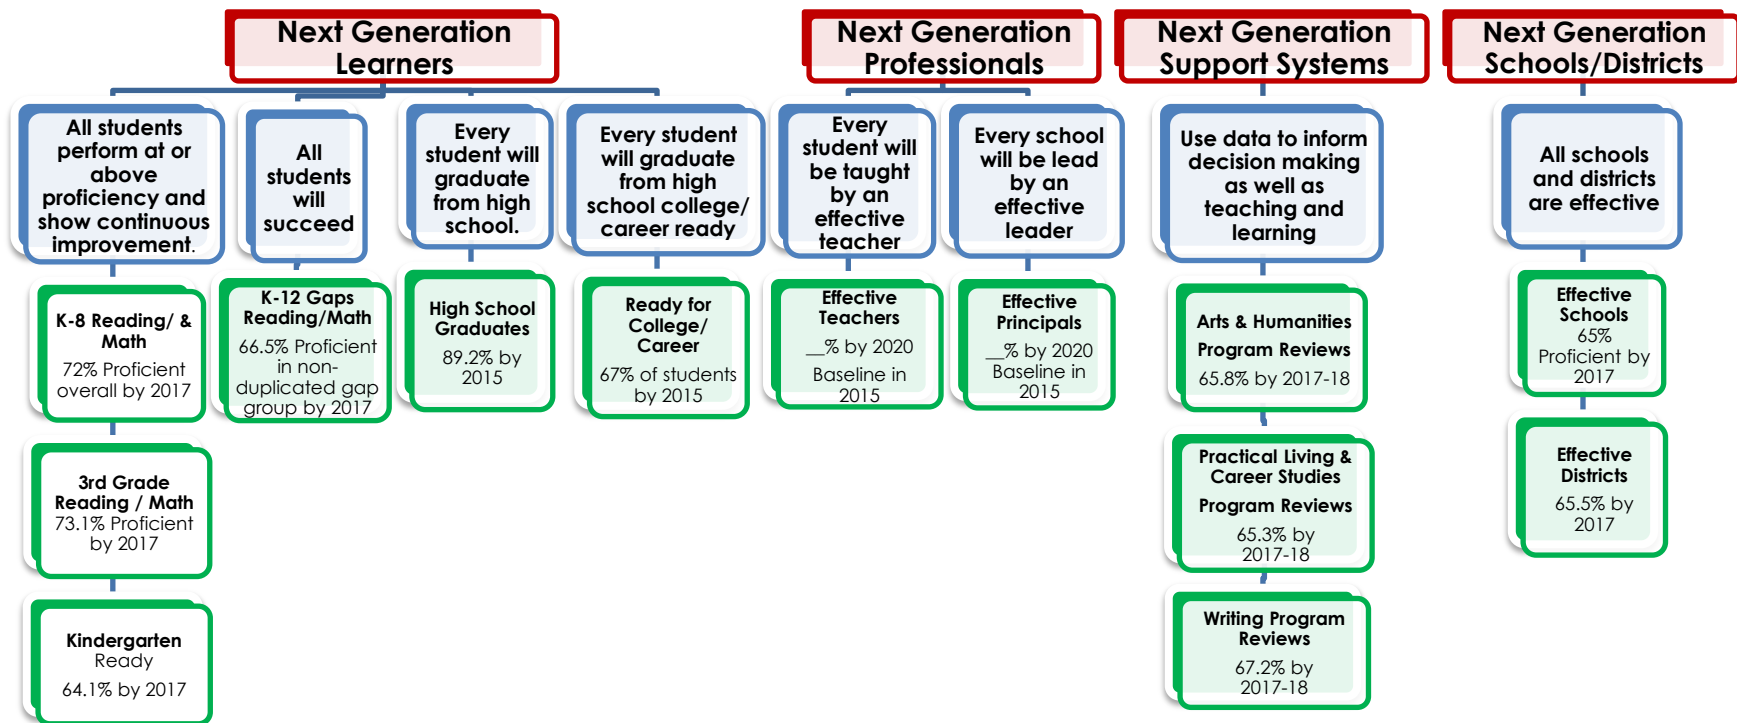 Next Generation
Learners
Next Generation
Professionals
Next Generation
Support Systems
Next Generation
Schools/Districts
All students
perform at or
above
proficiency and
show continuous
improvement.
All
students
will
succeed
Every
student will
graduate
from high
school.
Every student
will graduate
from high
school college/
career ready
Every
student will
be taught
by an
effective
teacher
Every school
will be lead
by an
effective
leader
Use data to inform
decision making
as well as
teaching and
learning
All schools
and districts
are effective
K-8 Reading/ &
Math
72% Proficient
overall by 2017
K-12 Gaps
Reading/Math
66.5% Proficient
in non-
duplicated gap
group by 2017
High School
Graduates
89.2% by
2015
Ready for
College/
Career
67% of students
by 2015
Effective
Teachers
__% by 2020
Baseline in
2015
Effective
Principals
__% by 2020
Baseline in
2015
Arts & Humanities
Program Reviews
65.8% by 2017-18
Effective
Schools
65%
Proficient by
2017
3rd Grade
Reading / Math
73.1% Proficient
by 2017
Practical Living &
Career Studies
Program Reviews
65.3% by
2017-18
Effective
Districts
65.5% by
2017
Kindergarten
Ready
64.1% by 2017
Writing Program
Reviews
67.2% by
2017-18